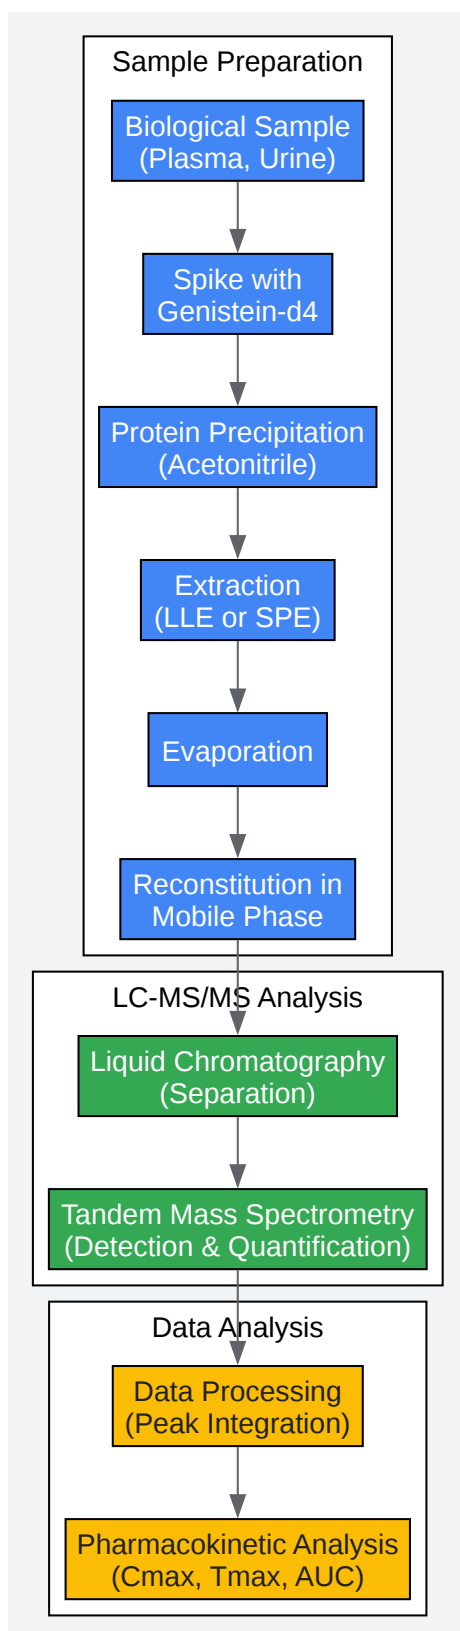 Sample Preparation
Biological Sample
(Plasma, Urine)
Spike with
Genistein-d4
Protein Precipitation
(Acetonitrile)
Extraction
(LLE or SPE)
Evaporation
Reconstitution in
Mobile Phase
LC-MS/MS Analysis
Liquid Chromatography
(Separation)
Tandem Mass Spectrometry
(Detection & Quantification)
Data Analysis
Data Processing
(Peak Integration)
Pharmacokinetic Analysis
(Cmax, Tmax, AUC)